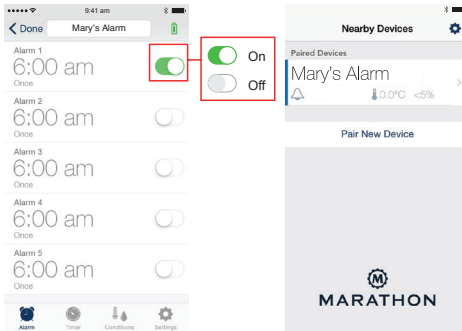 9:41 am
Done
Mary's Alarm
Alarm 1
6:00 am
Once
Alarm 2
6:00 am
Once
Alarm 3
6:00 am
Once
Alarm 4
6:00 am
Once
Alarm 5
6:00 am
Once
Alarm
Timer
Conditions
Settings
On
Off
Nearby Devices
Paired Devices
Mary's Alarm
0.0°C <5%
Pair New Device
M
MARATHON